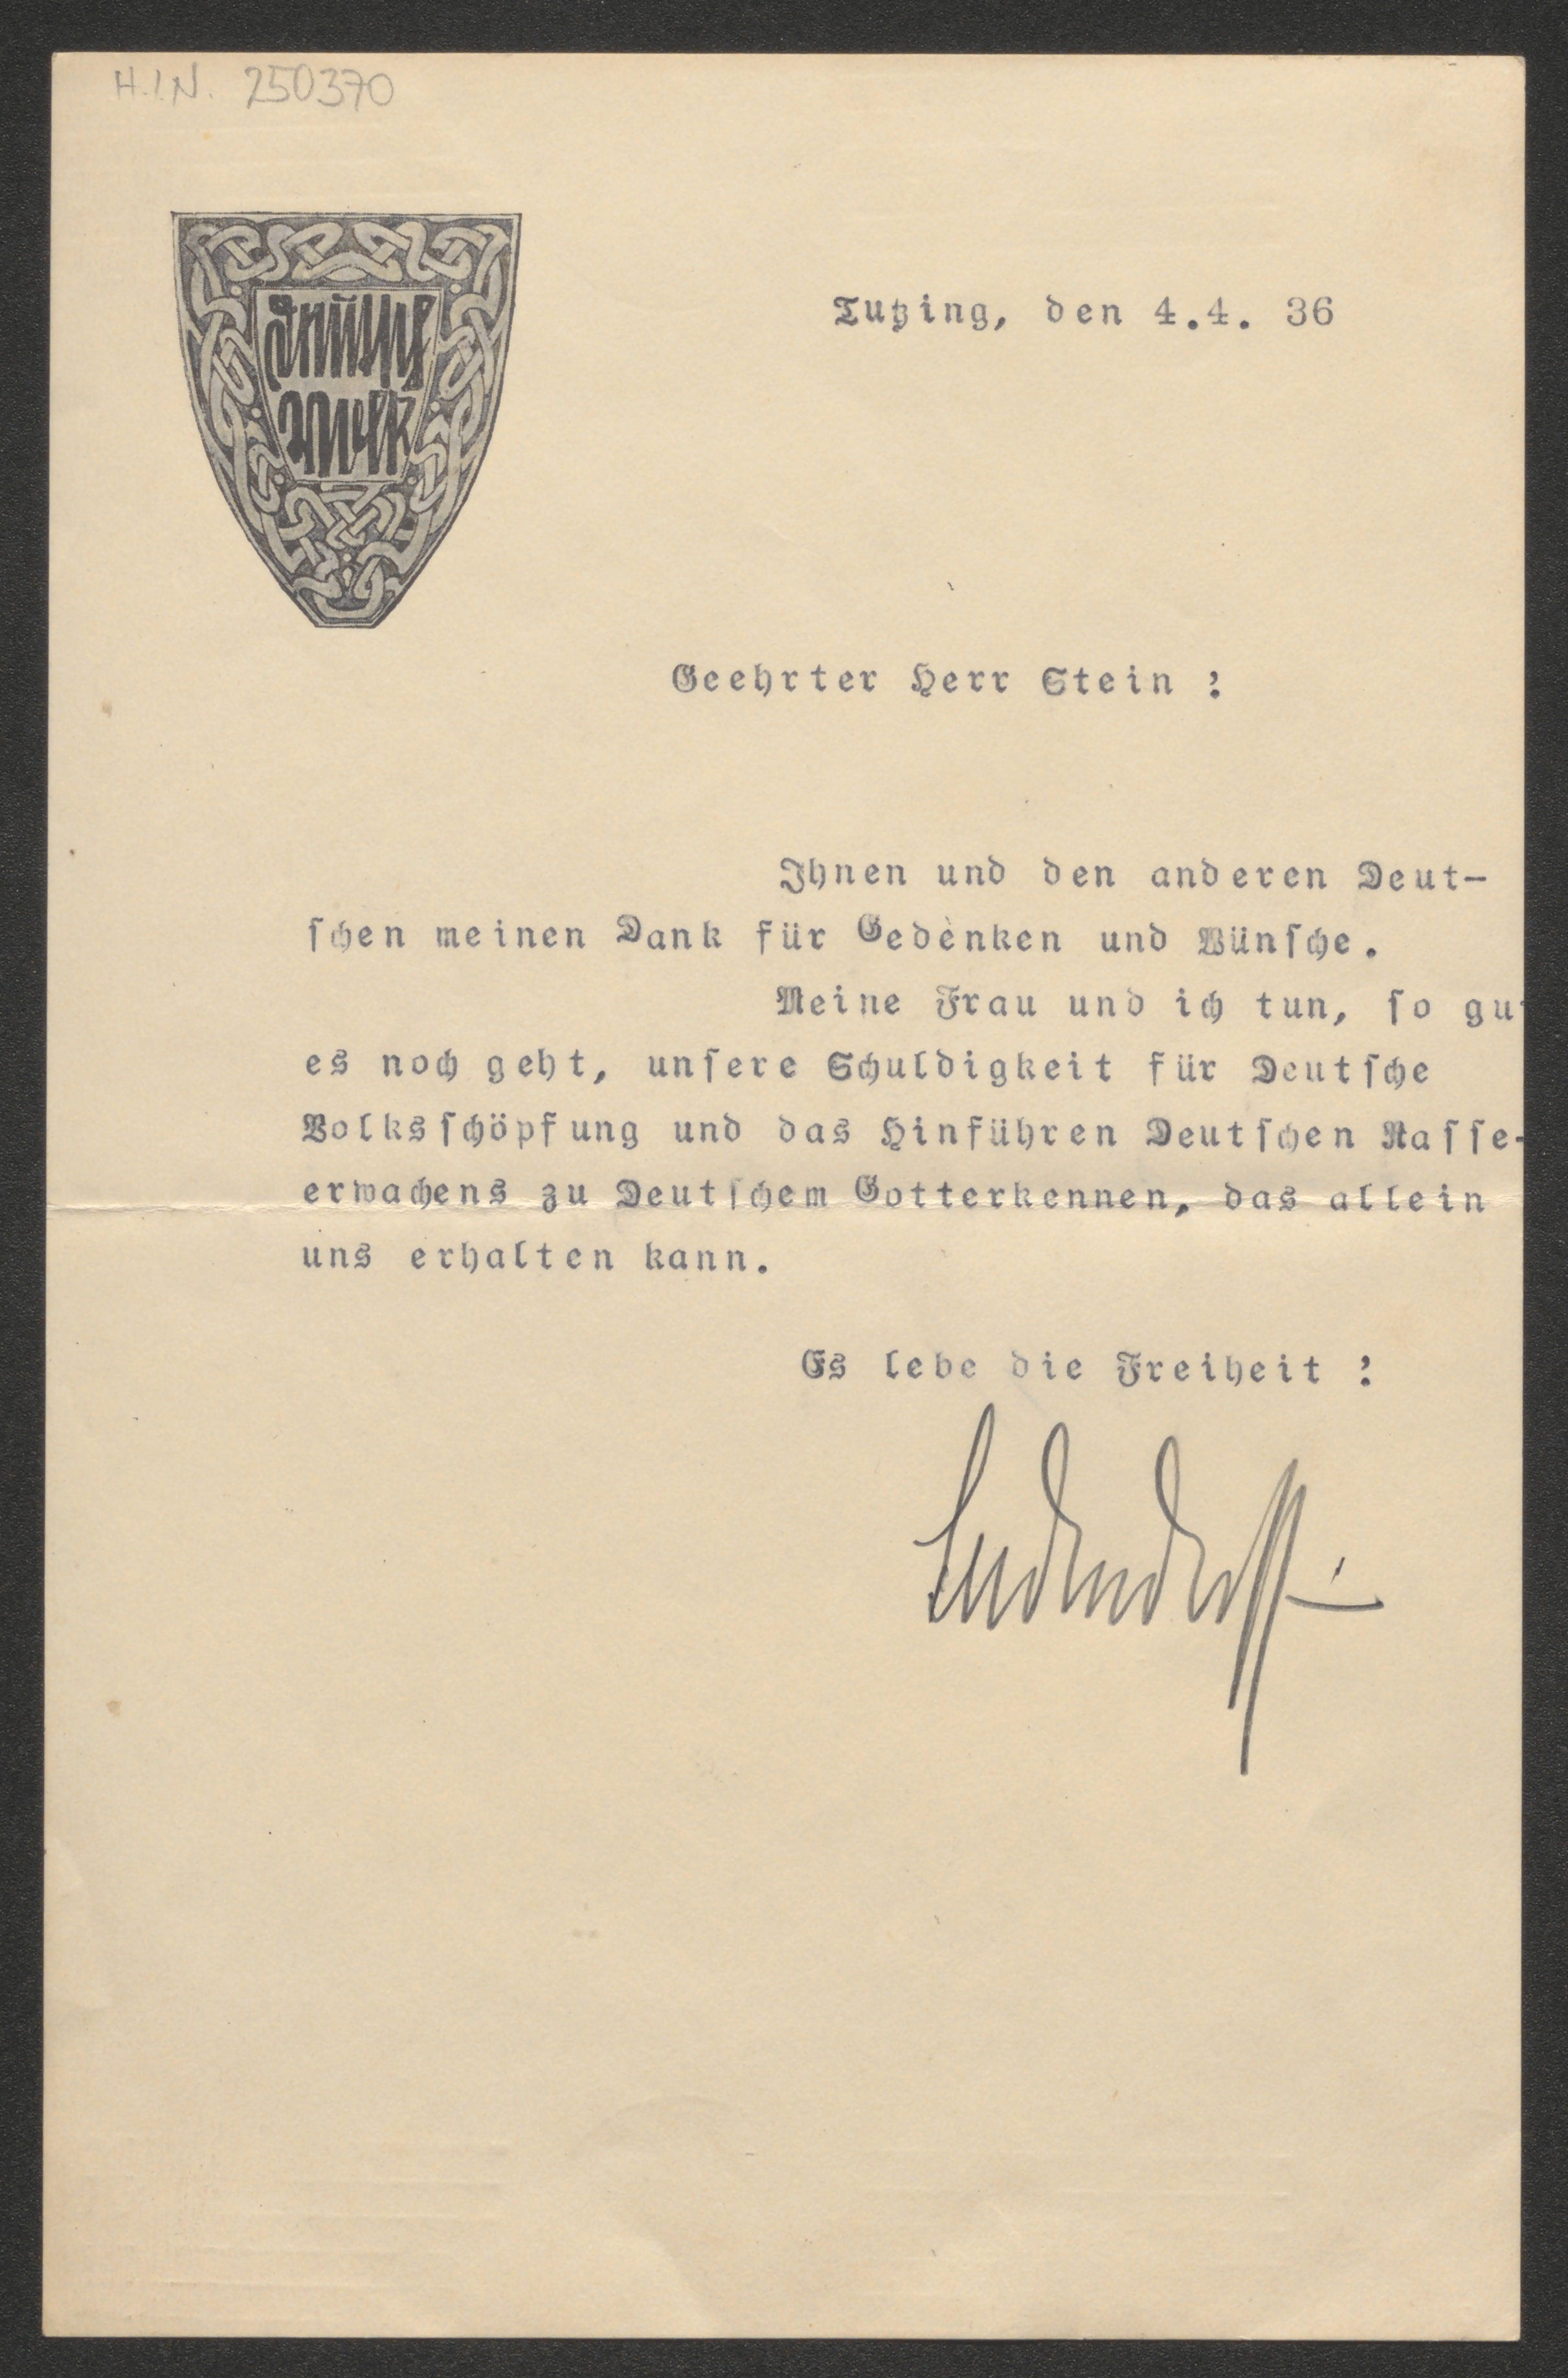 H.I.N. 250370
Tutzing, den 4.4. 36
Geehrter Herr Stein :
Ihnen und den anderen Deut-
schen meinen Dank für Gedenken und Wünsche.
Meine Frau und ich tun, so gut
es noch geht, unsere Schuldigkeit für Deutsche
Volksschöpfung und das Hinführen Deutschen Rasse-
erwachens zu Deutschem Gotterkennen, das allein
uns erhalten kann.
Es lebe die Freiheit !
Ludendorff.